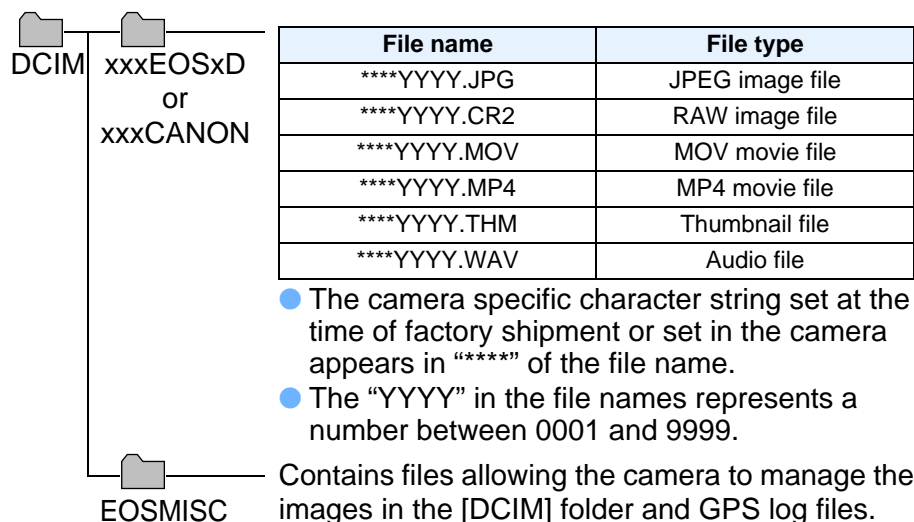 DCIM
xxxEOSxD
or
xxxCANON
File name File type
****YYYY.JPG JPEG image file
****YYYY.CR2 RAW image file
****YYYY.MOV MOV movie file
****YYYY.MP4 MP4 movie file
****YYYY.THM Thumbnail file
****YYYY.WAV Audio file
● The camera specific character string set at the
time of factory shipment or set in the camera
appears in “****” of the file name.
● The “YYYY” in the file names represents a
number between 0001 and 9999.
EOSMISC
Contains files allowing the camera to manage the
images in the [DCIM] folder and GPS log files.